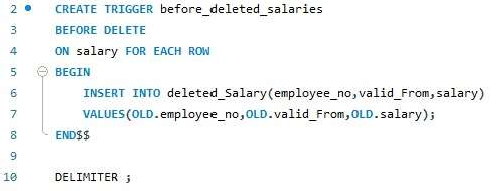 2 CREATE TRIGGER before_deleted_salaries
3 BEFORE DELETE
4 ON salary FOR EACH ROW
5 BEGIN
6 INSERT INTO deleted_Salary(employee_no,valid_From,salary)
7 VALUES(OLD.employee_no,OLD.valid_From,OLD.salary);
8 END$$
9
10 DELIMITER ;